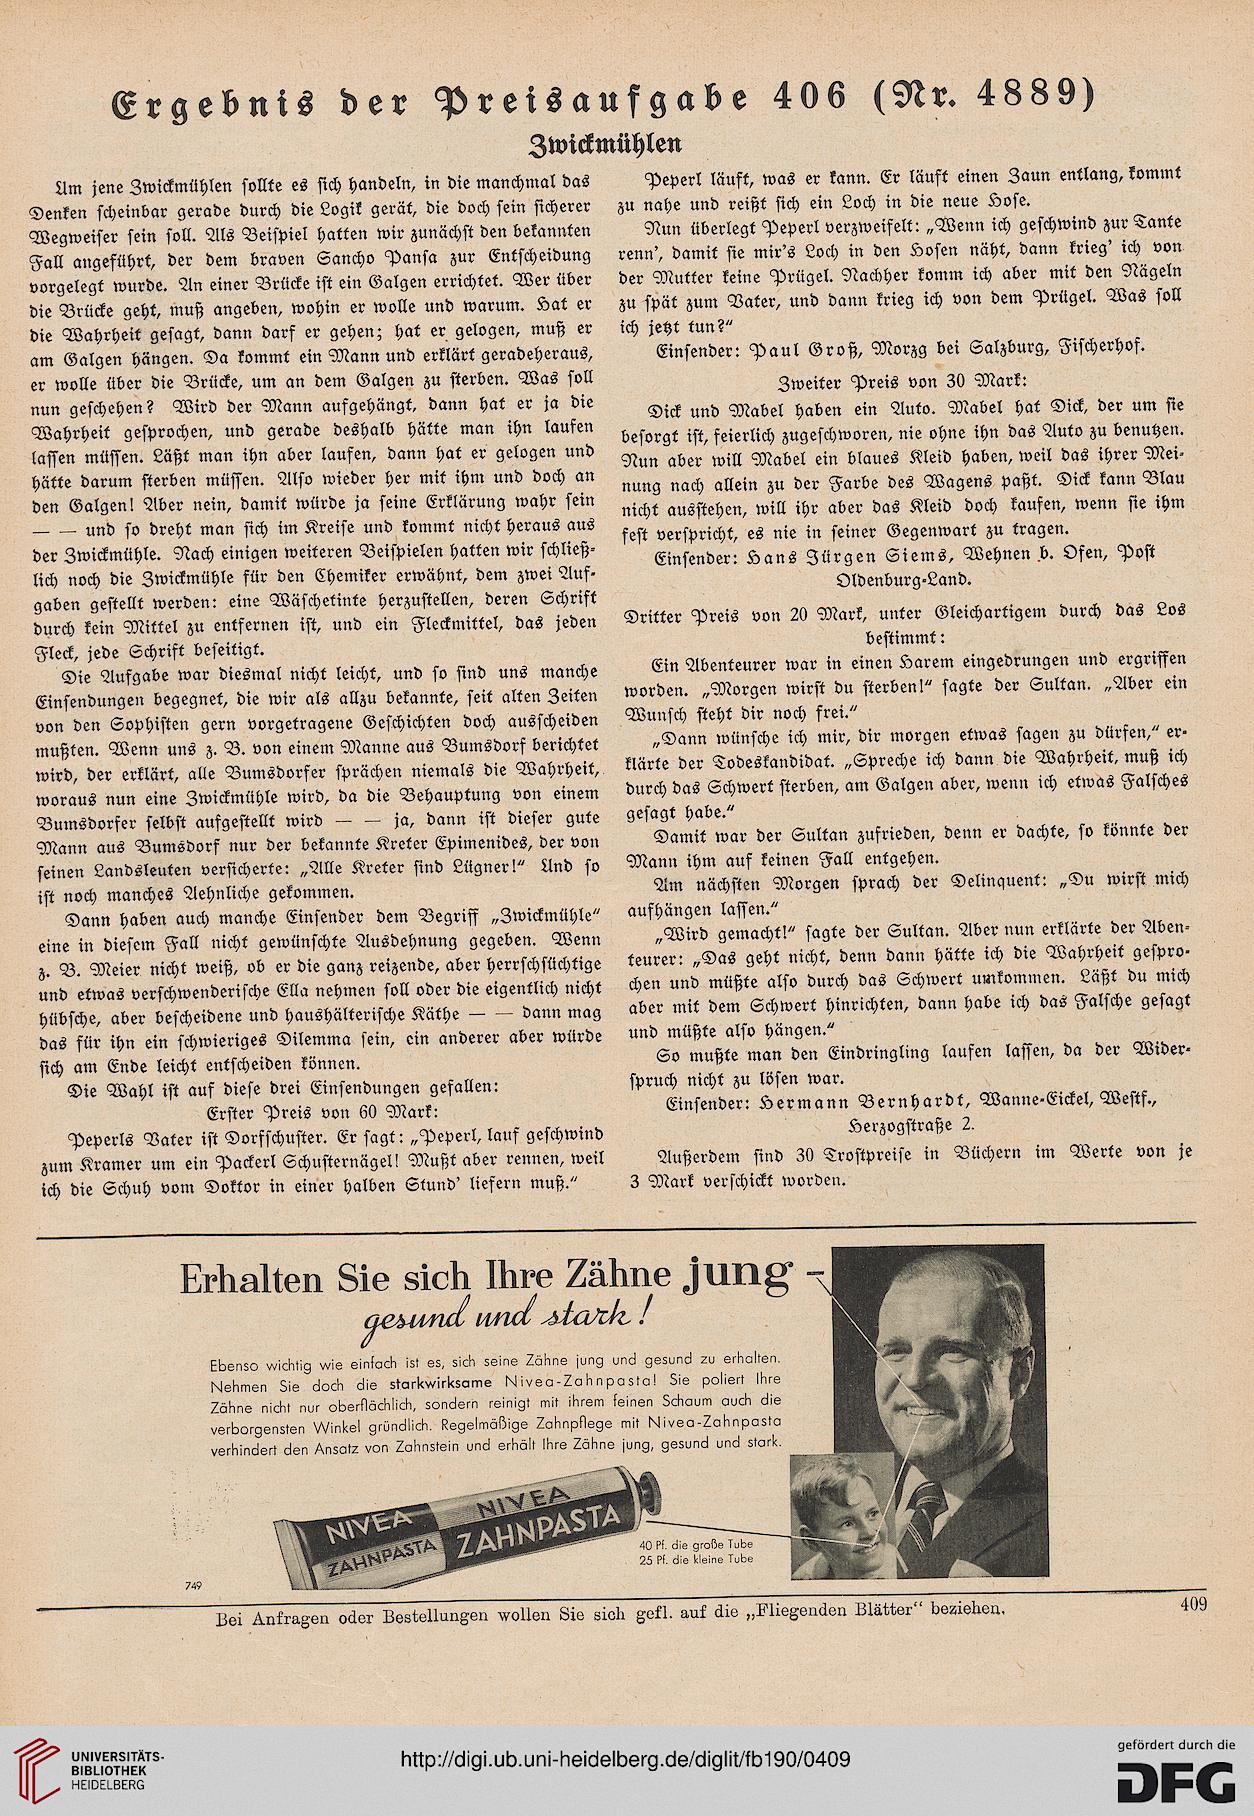 Ergebnis der Preisaufgabe 406 (Nr. 4889)
Zwickmühlen
Um jene Zwickmühlen sollte es sich handeln, in die manchmal das
Denken scheinbar gerade durch die Logik gerät, die doch sein sicherer
Wegweiser sein soll. Als Beispiel hatten wir zunächst den bekannten
Fall angeführt, der dem braven Sancho Pansa zur Entscheidung
vorgelegt wurde. An einer Brücke ist ein Galgen errichtet. Wer über
die Brücke geht, muß angeben, wohin er wolle und warum. Hat er
die Wahrheit gesagt, dann darf er gehen; hat er gelogen, muß er
am Galgen hängen. Da kommt ein Mann und erklärt geradeheraus,
er wolle über die Brücke, um an dem Galgen zu sterben. Was soll
nun geschehen? Wird der Mann aufgehängt, dann hat er ja die
Wahrheit gesprochen, und gerade deshalb hätte man ihn laufen
lassen müssen. Läßt man ihn aber laufen, dann hat er gelogen und
hätte darum sterben müssen. Also wieder her mit ihm und doch an
den Galgen! Aber nein, damit würde ja seine Erklärung wahr sein
— — und so dreht man sich im Kreise und kommt nicht heraus aus
der Zwickmühle. Nach einigen weiteren Beispielen hatten wir schließ-
lich noch die Zwickmühle für den Chemiker erwähnt, dem zwei Auf-
gaben gestellt werden: eine Wäschetinte herzustellen, deren Schrift
durch kein Mittel zu entfernen ist, und ein Fleckmittel, das jeden
Fleck, jede Schrift beseitigt.
Die Aufgabe war diesmal nicht leicht, und so sind uns manche
Einsendungen begegnet, die wir als allzu bekannte, seit alten Zeiten
von den Sophisten gern vorgetragene Geschichten doch ausscheiden
mußten. Wenn uns z. B. von einem Manne aus Bumsdorf berichtet
wird, der erklärt, alle Bumsdorfer sprächen niemals die Wahrheit,
woraus nun eine Zwickmühle wird, da die Behauptung von einem
Bumsdorfer selbst aufgestellt wird — — ja, dann ist dieser gute
Mann aus Bumsdorf nur der bekannte Kreter Epimenides, der von
seinen Landsleuten versicherte: „Alle Kreter sind Lügner!“ Und so
ist noch manches Aehnliche gekommen.
Dann haben auch manche Einsender dem Begriff „Zwickmühle“
eine in diesem Fall nicht gewünschte Ausdehnung gegeben. Wenn
z. B. Meier nicht weiß, ob er die ganz reizende, aber herrschsüchtige
und etwas verschwenderische Ella nehmen soll oder die eigentlich nicht
hübsche, aber bescheidene und haushälterische Käthe — — dann mag
das für ihn ein schwieriges Dilemma sein, ein anderer aber würde
sich am Ende leicht entscheiden können.
Die Wahl ist auf diese drei Einsendungen gefallen:
Erster Preis von 60 Mark:
Peperls Vater ist Dorfschuster. Er sagt: „Peperl, lauf geschwind
zum Kramer um ein Packerl Schusternägel! Mußt aber rennen, weil
ich die Schuh vom Doktor in einer halben Stund' liefern muß.“
Peperl läuft, was er kann. Er läuft einen Zaun entlang, kommt
zu nahe und reißt sich ein Loch in die neue Hose.
Nun überlegt Peperl verzweifelt: „Wenn ich geschwind zur Tante
renn', damit sie mir's Loch in den Hosen näht, dann krieg' ich von
der Mutter keine Prügel. Nachher komm ich aber mit den Nägeln
zu spät zum Vater, und dann krieg ich von dem Prügel. Was soll
ich jetzt tun?“
Einsender: Paul Groß, Morzg bei Salzburg, Fischerhof.
Zweiter Preis von 30 Mark:
Dick und Mabel haben ein Auto. Mabel hat Dick, der um sie
besorgt ist, feierlich zugeschworen, nie ohne ihn das Auto zu benutzen.
Nun aber will Mabel ein blaues Kleid haben, weil das ihrer Mei-
nung nach allein zu der Farbe des Wagens paßt. Dick kann Blau
nicht ausstehen, will ihr aber das Kleid doch kaufen, wenn sie ihm
fest verspricht, es nie in seiner Gegenwart zu tragen.
Einsender: Hans Jürgen Siems, Wehnen b. Ofen, Post
Oldenburg-Land.
Dritter Preis von 20 Mark, unter Gleichartigem durch das Los
bestimmt:
Ein Abenteurer war in einen Harem eingedrungen und ergriffen
worden. „Morgen wirst du sterben!“ sagte der Sultan. „Aber ein
Wunsch steht dir noch frei.“
„Dann wünsche ich mir, dir morgen etwas sagen zu dürfen,“ er-
klärte der Todeskandidat. „Spreche ich dann die Wahrheit, muß ich
durch das Schwert sterben, am Galgen aber, wenn ich etwas Falsches
gesagt habe.“
Damit war der Sultan zufrieden, denn er dachte, so könnte der
Mann ihm auf keinen Fall entgehen.
Am nächsten Morgen sprach der Delinquent: „Du wirst mich
aufhängen lassen.“
„Wird gemacht!“ sagte der Sultan. Aber nun erklärte der Aben-
teurer: „Das geht nicht, denn dann hätte ich die Wahrheit gespro-
chen und müßte also durch das Schwert umkommen. Läßt du mich
aber mit dem Schwert hinrichten, dann habe ich das Falsche gesagt
und müßte also hängen.“
So mußte man den Eindringling laufen lassen, da der Wider-
spruch nicht zu lösen war.
Einsender: Hermann Bernhardt, Wanne-Eickel, Westf.,
Herzogstraße 2.
Außerdem sind 30 Trostpreise in Büchern im Werte von je
3 Mark verschickt worden.
Erhalten Sie sich Ihre Zähne jung –
gesund und stark!
Ebenso wichtig wie einfach ist es, sich seine Zähne jung und gesund zu erhalten.
Nehmen Sie doch die starkwirksame Nivea-Zahnpasta! Sie poliert Ihre
Zähne nicht nur oberflächlich, sondern reinigt mit ihrem feinen Schaum auch die
verborgensten Winkel gründlich. Regelmäßige Zahnpflege mit Nivea-Zahnpasta
verhindert den Ansatz von Zahnstein und erhält Ihre Zähne jung, gesund und stark.
NIVEA NIVEA
ZAHNPASTA ZAHNPASTA
40 Pf. die große Tube
25 Pf. die kleine Tube
749
Bei Anfragen oder Bestellungen wollen Sie sich gefl. auf die „Fliegenden Blätter“ beziehen.
409
UNIVERSITÄTS-
BIBLIOTHEK
HEIDELBERG
http://digi.ub.uni-heidelberg.de/diglit/fb190/0409
gefördert durch die
DFG